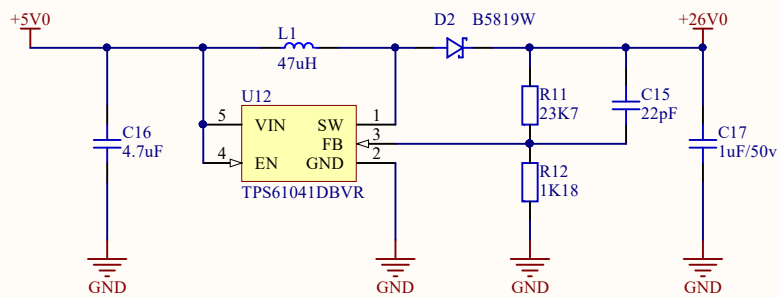 +5V0
L1
47uH
D2 B5819W
+26V0
U12
5 VIN SW 1
FB 3
4 EN GND 2
TPS61041DBVR
C16
4.7uF
R11
23K7
C15
22pF
R12
1K18
C17
1uF/50v
GND
GND
GND
GND